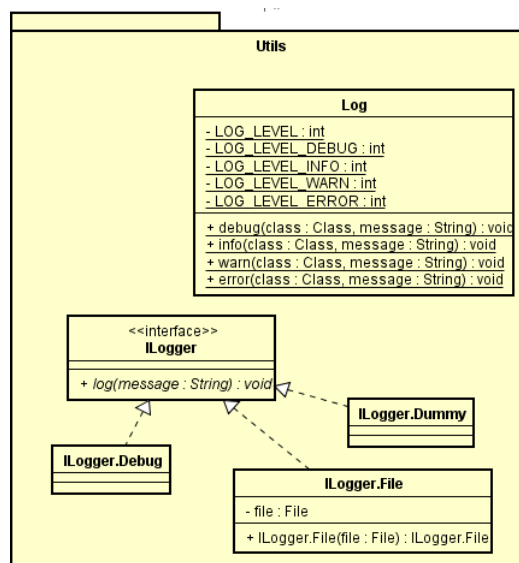 Utils
Log
- LOG_LEVEL : int
- LOG_LEVEL_DEBUG : int
- LOG_LEVEL_INFO : int
- LOG_LEVEL_WARN : int
- LOG_LEVEL_ERROR : int
+ debug(class : Class, message : String) : void
+ info(class : Class, message : String) : void
+ warn(class : Class, message : String) : void
+ error(class : Class, message : String) : void
<<interface>>
ILogger
+ log(message : String) : void
ILogger.Dummy
ILogger.Debug
ILogger.File
- file : File
+ ILogger.File(file : File) : ILogger.File